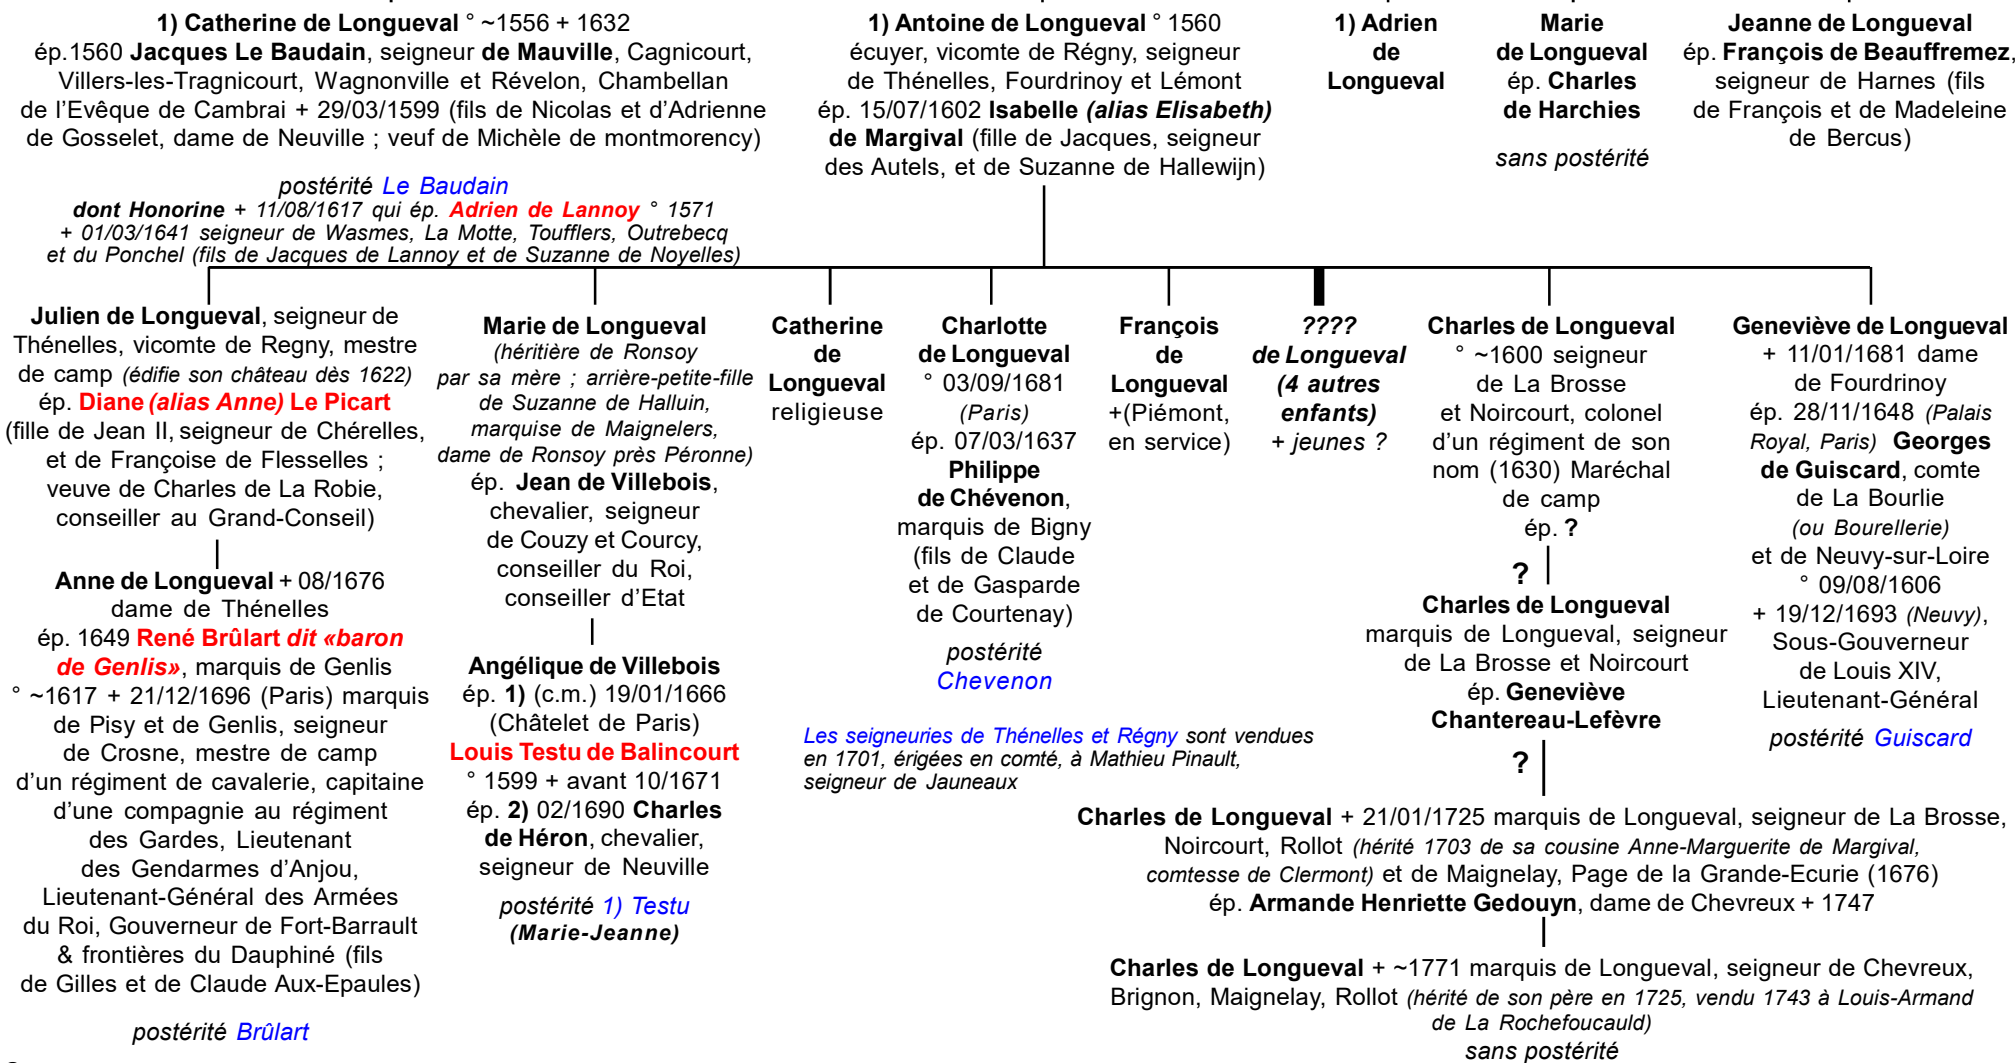 1) Catherine de Longueval ° ~1556 + 1632
ép.1560 Jacques Le Baudain, seigneur de Mauville, Cagnicourt,
Villers-les-Tragnicourt, Wagnonville et Révelon, Chambellan
de l'Evêque de Cambrai + 29/03/1599 (fils de Nicolas et d'Adrienne
de Gosselet, dame de Neuville ; veuf de Michèle de montmorency)
postérité Le Baudain
dont Honorine + 11/08/1617 qui ép. Adrien de Lannoy ° 1571
+ 01/03/1641 seigneur de Wasmes, La Motte, Toufflers, Outrebecq
et du Ponchel (fils de Jacques de Lannoy et de Suzanne de Noyelles)
1) Antoine de Longueval ° 1560
écuyer, vicomte de Régny, seigneur
de Thénelles, Fourdrinoy et Lémont
ép. 15/07/1602 Isabelle (alias Elisabeth)
de Margival (fille de Jacques, seigneur
des Autels, et de Suzanne de Hallewijn)
1) Adrien
de
Longueval
Marie
de Longueval
ép. Charles
de Harchies
sans postérité
Jeanne de Longueval
ép. François de Beauffremez,
seigneur de Harnes (fils
de François et de Madeleine
de Bercus)
Julien de Longueval, seigneur de
Thénelles, vicomte de Regny, mestre
de camp (édifie son château dès 1622)
ép. Diane (alias Anne) Le Picart
(fille de Jean II, seigneur de Chérelles,
et de Françoise de Flesselles ;
veuve de Charles de La Robie,
conseiller au Grand-Conseil)
Anne de Longueval + 08/1676
dame de Thénelles
ép. 1649 René Brûlart dit «baron
de Genlis», marquis de Genlis
° ~1617 + 21/12/1696 (Paris) marquis
de Pisy et de Genlis, seigneur
de Crosne, mestre de camp
d'un régiment de cavalerie, capitaine
d'une compagnie au régiment
des Gardes, Lieutenant
des Gendarmes d'Anjou,
Lieutenant-Général des Armées
du Roi, Gouverneur de Fort-Barrault
& frontières du Dauphiné (fils
de Gilles et de Claude Aux-Epaules)
postérité Brûlart
Marie de Longueval
(héritière de Ronsoy
par sa mère ; arrière-petite-fille
de Suzanne de Halluin,
marquise de Maignelers,
dame de Ronsoy près Péronne)
ép. Jean de Villebois,
chevalier, seigneur
de Couzy et Courcy,
conseiller du Roi,
conseiller d'Etat
Angélique de Villebois
ép. 1) (c.m.) 19/01/1666
(Châtelet de Paris)
Louis Testu de Balincourt
° 1599 + avant 10/1671
ép. 2) 02/1690 Charles
de Héron, chevalier,
seigneur de Neuville
postérité 1) Testu
(Marie-Jeanne)
Catherine
de
Longueval
religieuse
Charlotte
de Longueval
° 03/09/1681
(Paris)
ép. 07/03/1637
Philippe
de Chévenon,
marquis de Bigny
(fils de Claude
et de Gasparde
de Courtenay)
postérité
Chevenon
François
de
Longueval
+(Piémont,
en service)
????
de Longueval
(4 autres
enfants)
+ jeunes ?
Les seigneuries de Thénelles et Régny sont vendues
en 1701, érigées en comté, à Mathieu Pinault,
seigneur de Jauneaux
Charles de Longueval
° ~1600 seigneur
de La Brosse
et Noircourt, colonel
d'un régiment de son
nom (1630) Maréchal
de camp
ép. ?
?
Charles de Longueval
marquis de Longueval, seigneur
de La Brosse et Noircourt
ép. Geneviève
Chantereau-Lefèvre
?
Geneviève de Longueval
+ 11/01/1681 dame
de Fourdrinoy
ép. 28/11/1648 (Palais
Royal, Paris) Georges
de Guiscard, comte
de La Bourlie
(ou Bourellerie)
et de Neuvy-sur-Loire
° 09/08/1606
+ 19/12/1693 (Neuvy),
Sous-Gouverneur
de Louis XIV,
Lieutenant-Général
postérité Guiscard
Charles de Longueval + 21/01/1725 marquis de Longueval, seigneur de La Brosse,
Noircourt, Rollot (hérité 1703 de sa cousine Anne-Marguerite de Margival,
comtesse de Clermont) et de Maignelay, Page de la Grande-Ecurie (1676)
ép. Armande Henriette Gedouyn, dame de Chevreux + 1747
Charles de Longueval + ~1771 marquis de Longueval, seigneur de Chevreux,
Brignon, Maignelay, Rollot (hérité de son père en 1725, vendu 1743 à Louis-Armand
de La Rochefoucauld)
sans postérité